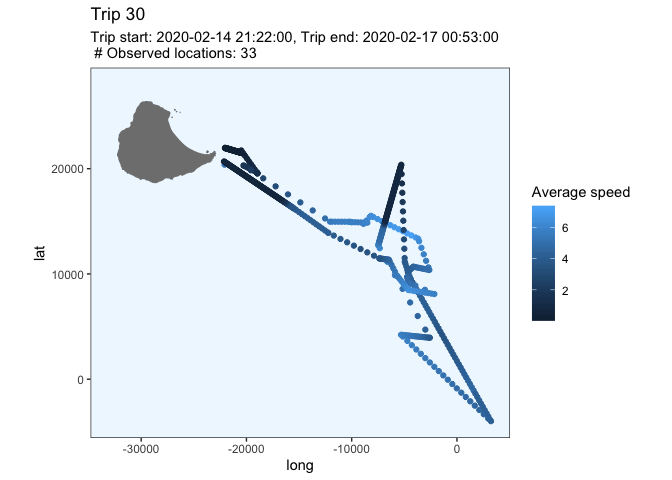 Trip 30
Trip start: 2020-02-14 21:22:00, Trip end: 2020-02-17 00:53:00
# Observed locations: 33
20000
10000
0
lat
-30000
-20000
-10000
0
long
Average speed
6
4
2